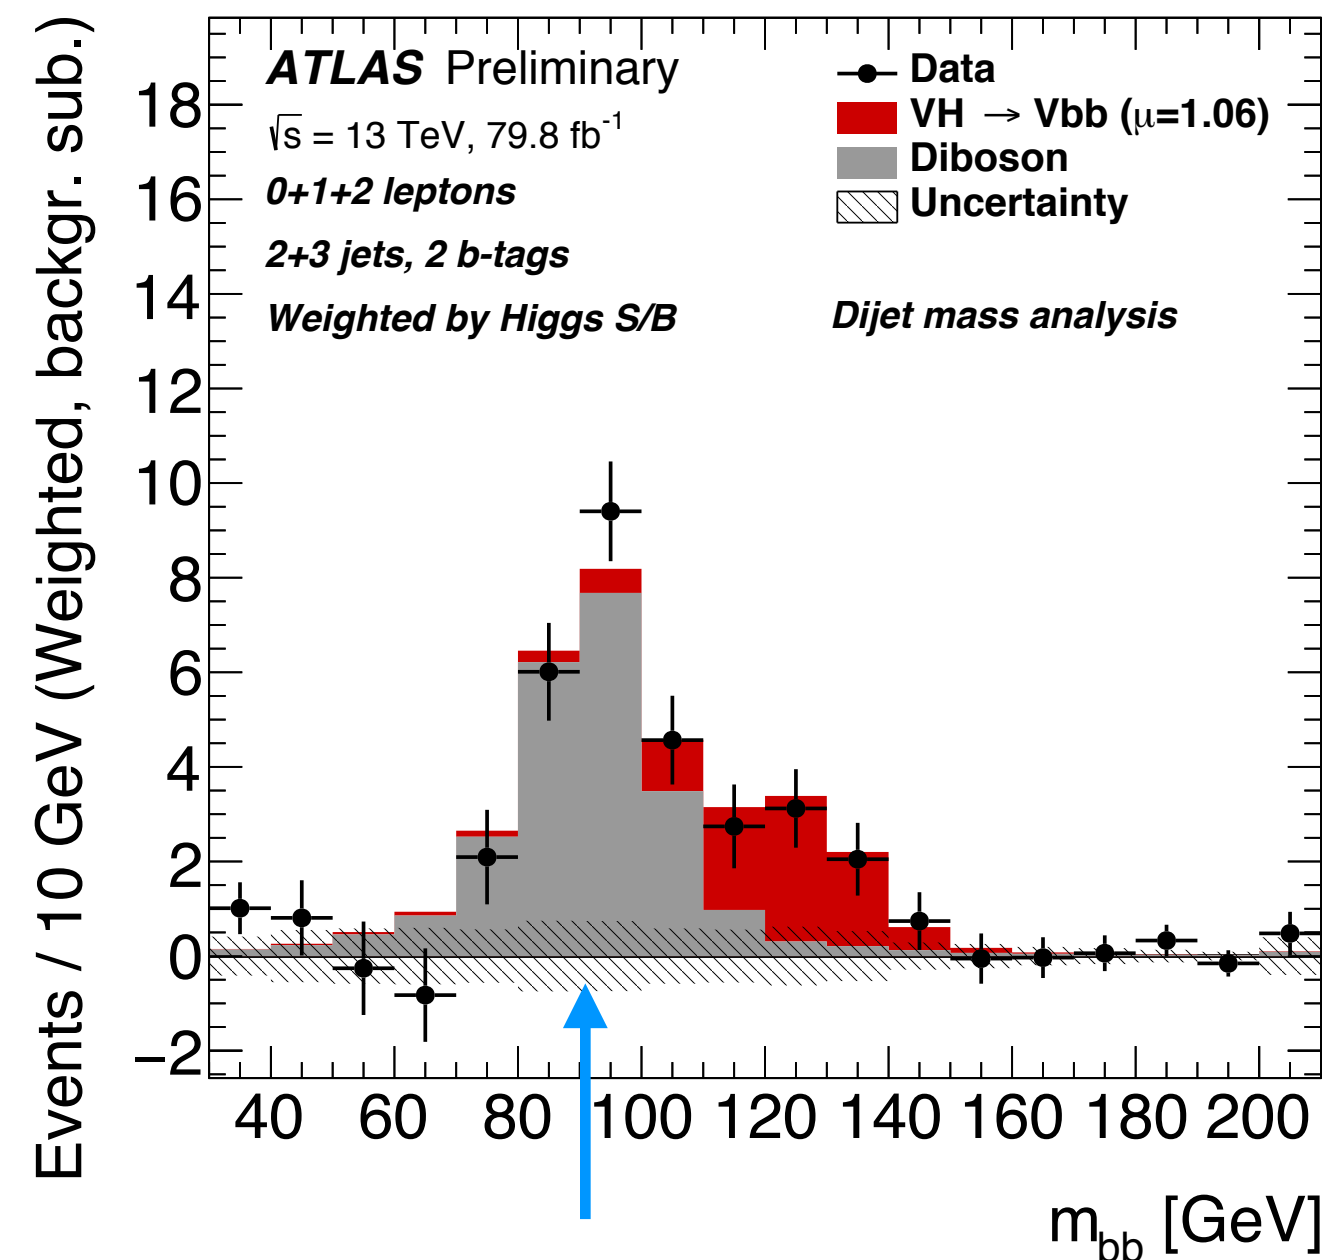 ATLAS Preliminary
√s = 13 TeV, 79.8 fb⁻¹
0+1+2 leptons
2+3 jets, 2 b-tags
Weighted by Higgs S/B
Data
VH → Vbb (μ=1.06)
Diboson
Uncertainty
Dijet mass analysis
Events / 10 GeV (Weighted, backgr. sub.)
18
16
14
12
10
8
6
4
2
0
−2
40 60 80 100 120 140 160 180 200
m_bb [GeV]